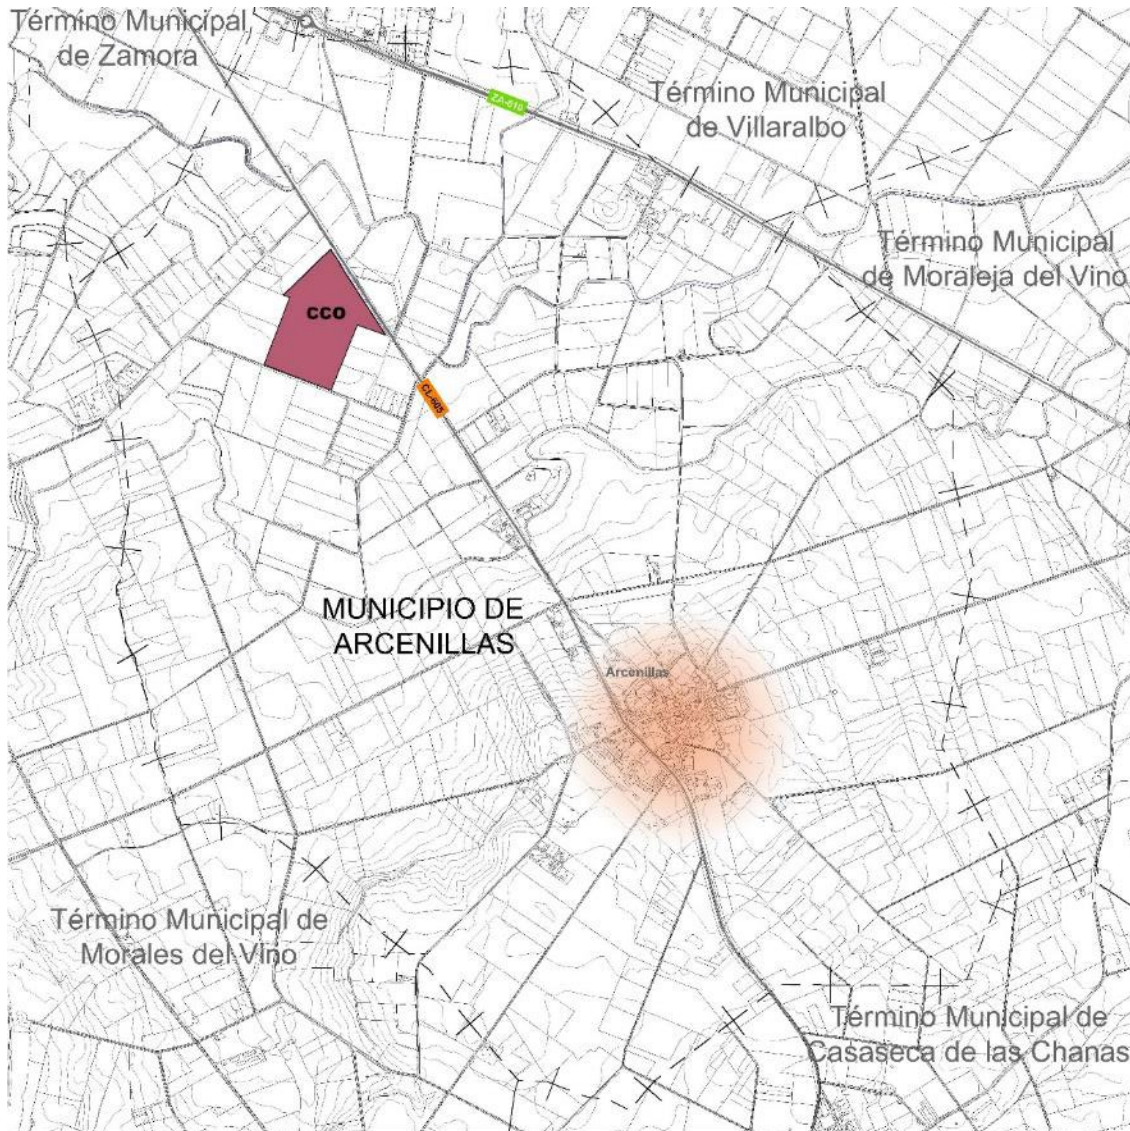 Término Municipal
de Zamora
ZA-610
Término Municipal
de Villaralbo
Término Municipal
de Moraleja del Vino
cco
CL-605
MUNICIPIO DE
ARCENILLAS
Arcenillas
Término Municipal de
Morales del Vino
Término Municipal de
Casaseca de las Chanas